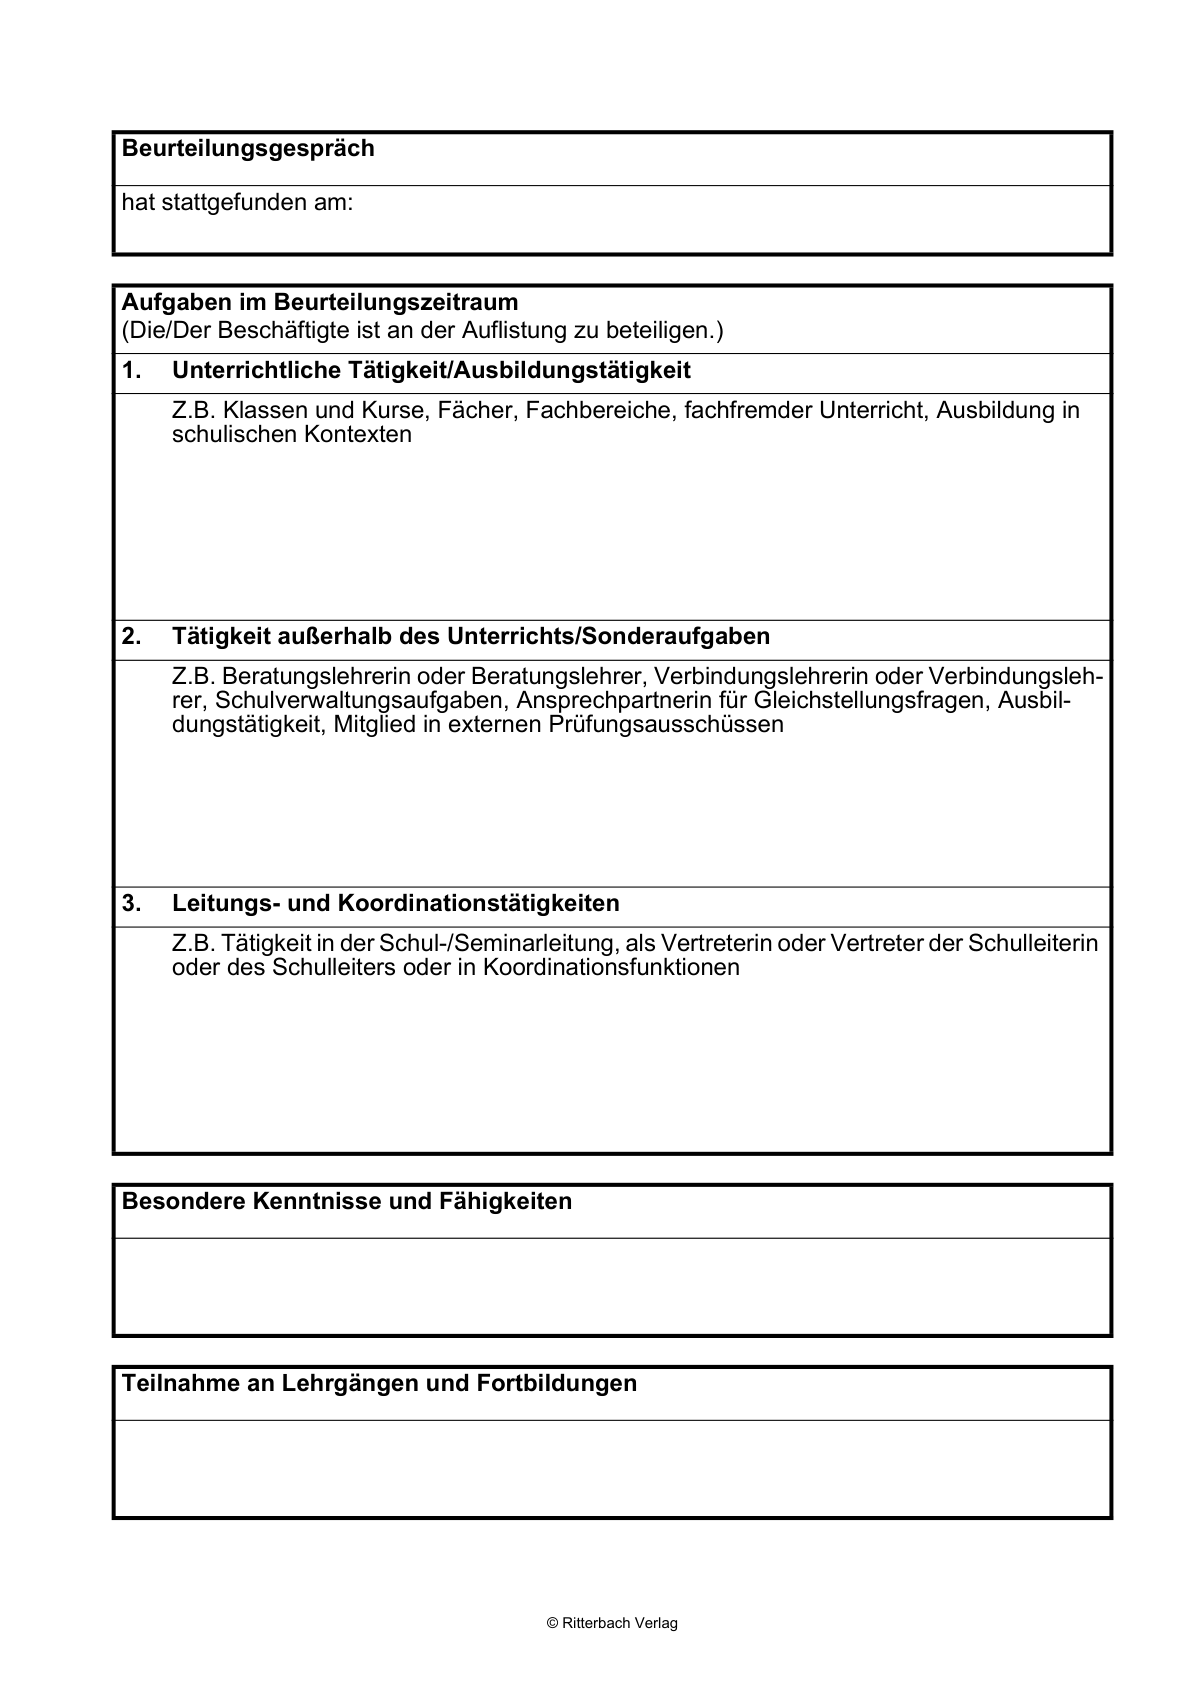 Beurteilungsgespräch
hat stattgefunden am:
Aufgaben im Beurteilungszeitraum
(Die/Der Beschäftigte ist an der Auflistung zu beteiligen.)
1. Unterrichtliche Tätigkeit/Ausbildungstätigkeit
Z.B. Klassen und Kurse, Fächer, Fachbereiche, fachfremder Unterricht, Ausbildung in
schulischen Kontexten
2. Tätigkeit außerhalb des Unterrichts/Sonderaufgaben
Z.B. Beratungslehrerin oder Beratungslehrer, Verbindungslehrerin oder Verbindungsleh-
rer, Schulverwaltungsaufgaben, Ansprechpartnerin für Gleichstellungsfragen, Ausbil-
dungstätigkeit, Mitglied in externen Prüfungsausschüssen
3. Leitungs- und Koordinationstätigkeiten
Z.B. Tätigkeit in der Schul-/Seminarleitung, als Vertreterin oder Vertreter der Schulleiterin
oder des Schulleiters oder in Koordinationsfunktionen
Besondere Kenntnisse und Fähigkeiten
Teilnahme an Lehrgängen und Fortbildungen
© Ritterbach Verlag